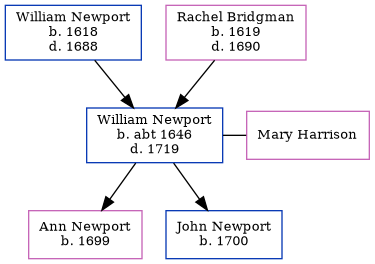 William Newport
b. 1618
d. 1688
Rachel Bridgman
b. 1619
d. 1690
William Newport
b. abt 1646
d. 1719
Mary Harrison
Ann Newport
b. 1699
John Newport
b. 1700